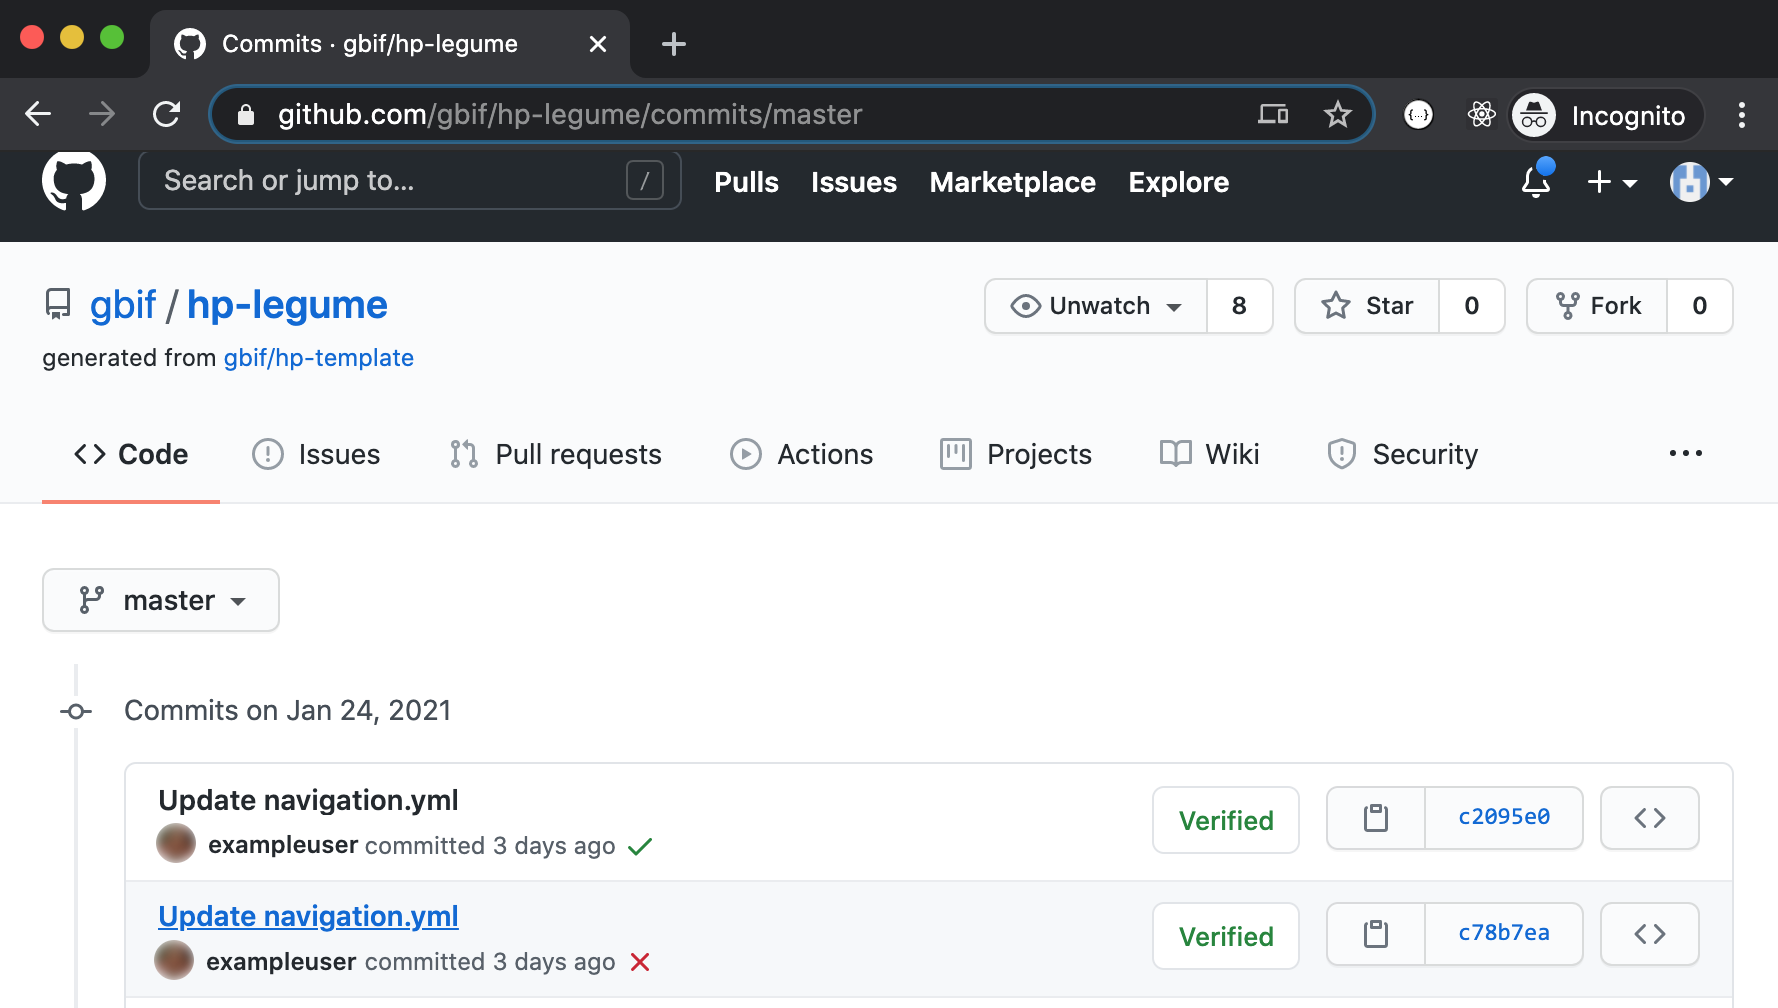 Commits · gbif/hp-legume
github.com/gbif/hp-legume/commits/master
Incognito
Search or jump to... /
Pulls Issues Marketplace Explore
gbif / hp-legume
Unwatch 8 Star 0 Fork 0
generated from gbif/hp-template
Code Issues Pull requests Actions Projects Wiki Security
master
Commits on Jan 24, 2021
Update navigation.yml
exampleuser committed 3 days ago
Verified c2095e0
Update navigation.yml
exampleuser committed 3 days ago
Verified c78b7ea